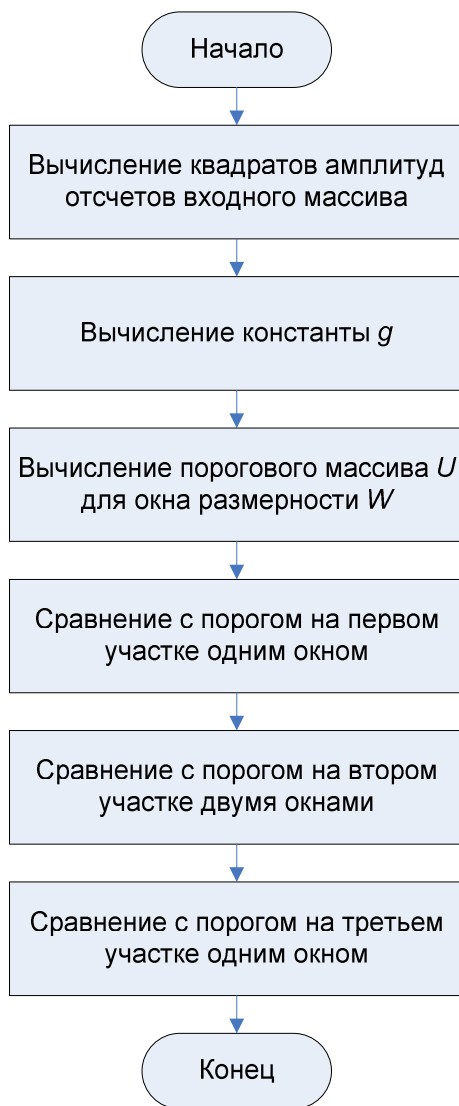 Начало
Вычисление квадратов амплитуд
отсчетов входного массива
Вычисление константы g
Вычисление порогового массива U
для окна размерности W
Сравнение с порогом на первом
участке одним окном
Сравнение с порогом на втором
участке двумя окнами
Сравнение с порогом на третьем
участке одним окном
Конец